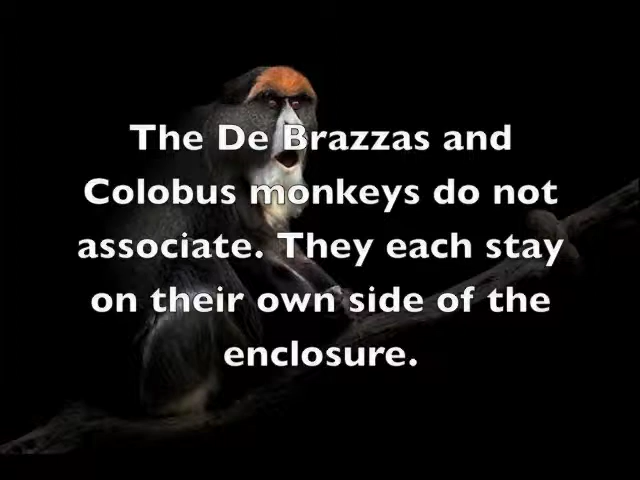 The De Brazzas and
Colobus monkeys do not
associate. They each stay
on their own side of the
enclosure.